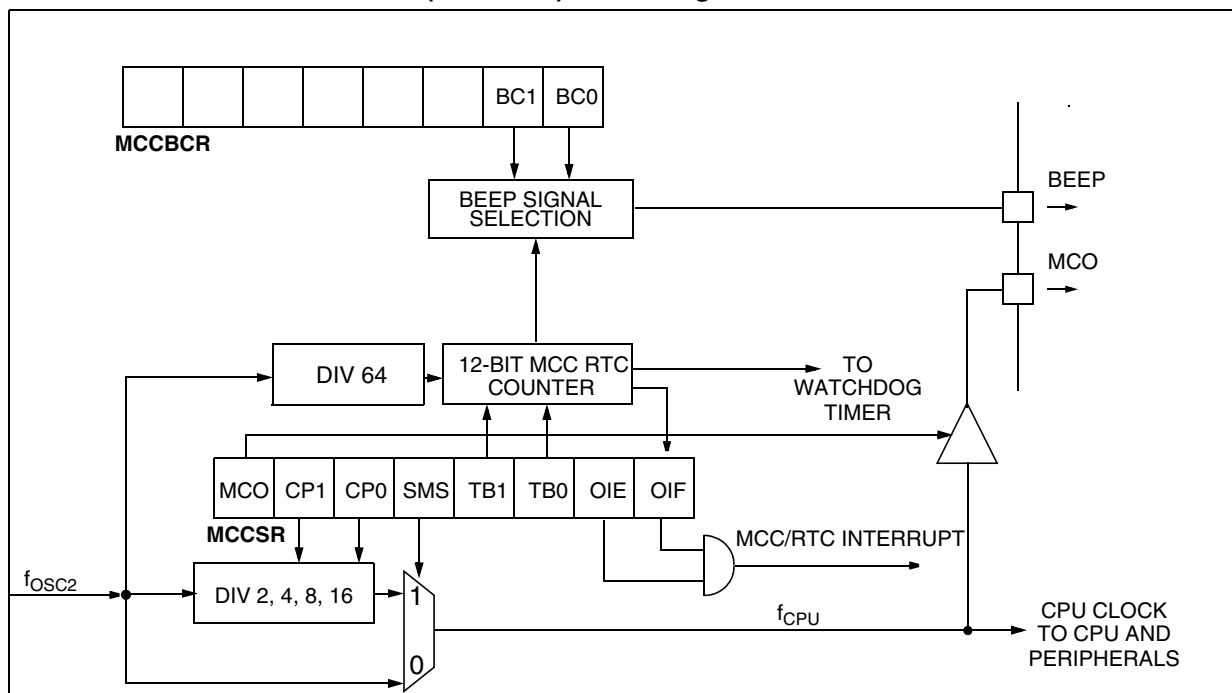 BC1 BC0
MCCBCR
BEEP SIGNAL
SELECTION
BEEP
MCO
DIV 64
12-BIT MCC RTC
COUNTER
TO
WATCHDOG
TIMER
MCO CP1 CP0 SMS TB1 TB0 OIE OIF
MCCSR
MCC/RTC INTERRUPT
fOSC2
DIV 2, 4, 8, 16
1
0
fCPU
CPU CLOCK
TO CPU AND
PERIPHERALS